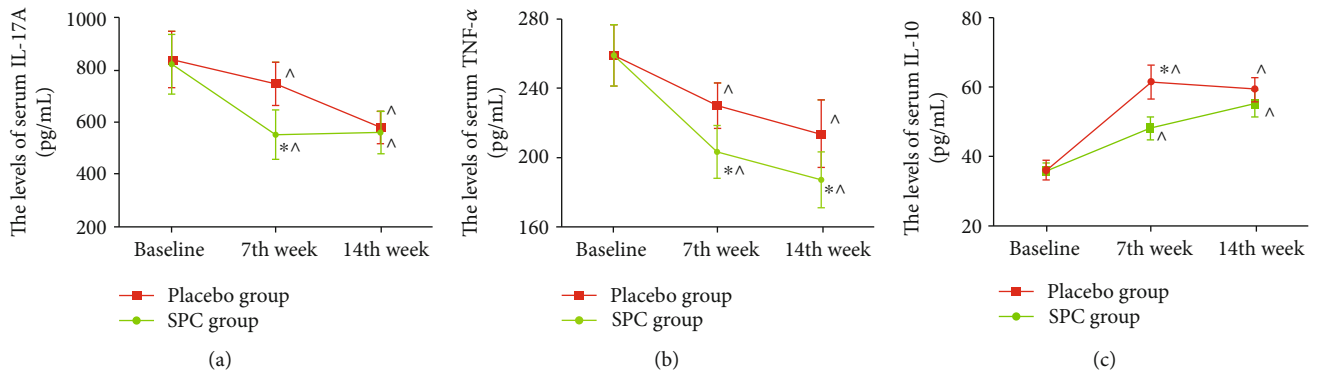 The levels of serum IL-17A
(pg/mL)
1000
800
600
400
200
^
*^
^
^
Baseline
7th week
14th week
Placebo group
SPC group
(a)
The levels of serum TNF-α
(pg/mL)
280
240
200
160
^
*^
^
*^
Baseline
7th week
14th week
Placebo group
SPC group
(b)
The levels of serum IL-10
(pg/mL)
80
60
40
20
*^
^
^
^
Baseline
7th week
14th week
Placebo group
SPC group
(c)